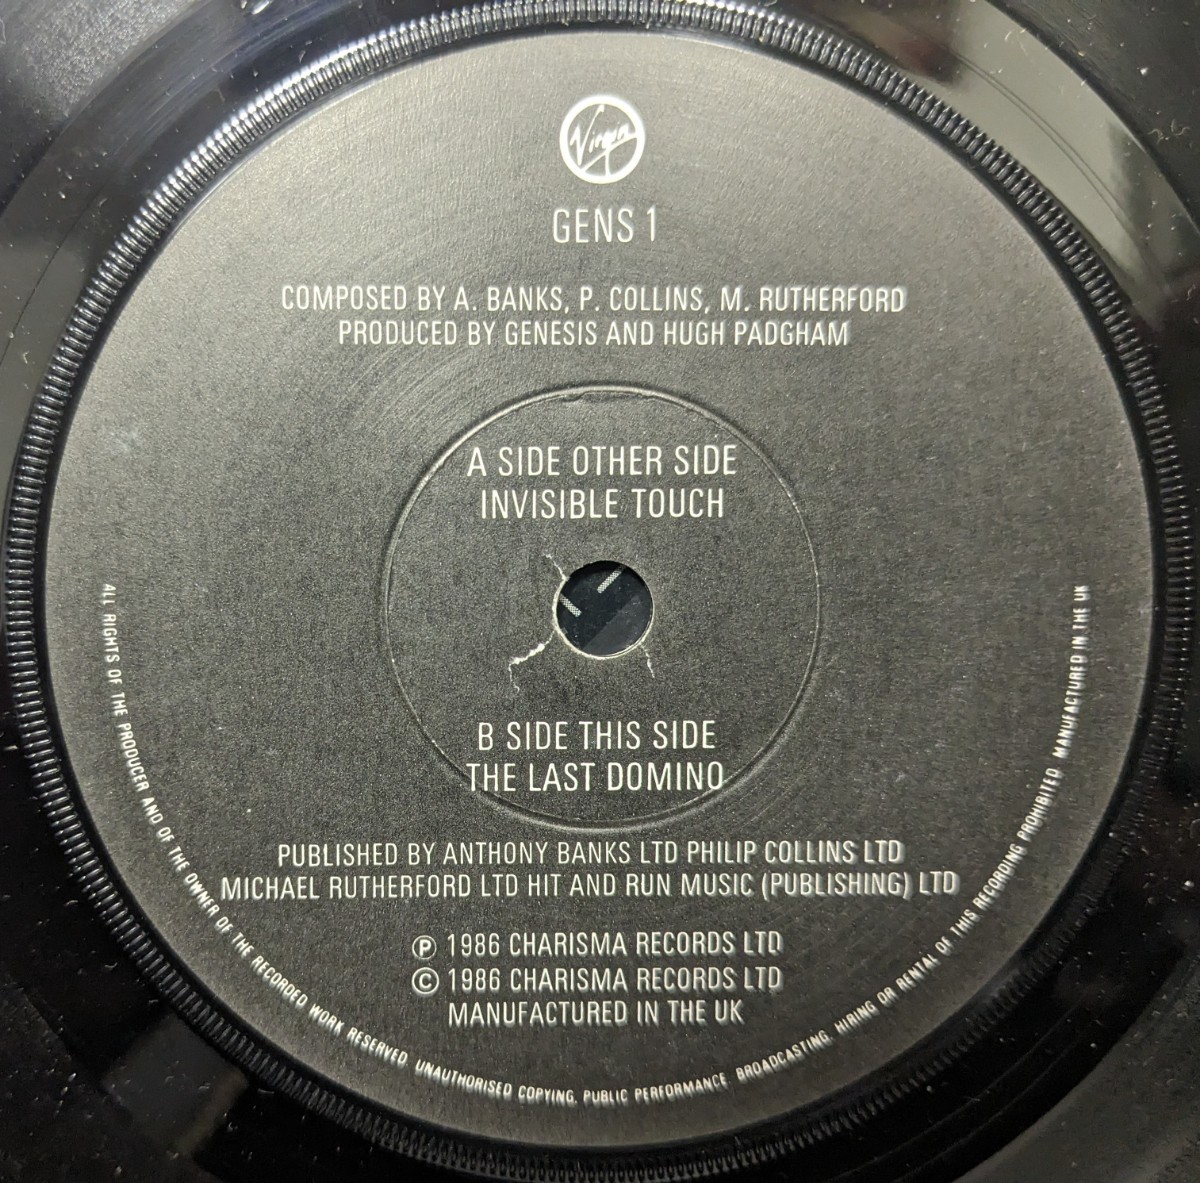 Virgin
GENS 1
COMPOSED BY A. BANKS, P. COLLINS, M. RUTHERFORD
PRODUCED BY GENESIS AND HUGH PADGHAM
A SIDE OTHER SIDE
INVISIBLE TOUCH
B SIDE THIS SIDE
THE LAST DOMINO
PUBLISHED BY ANTHONY BANKS LTD PHILIP COLLINS LTD
MICHAEL RUTHERFORD LTD HIT AND RUN MUSIC (PUBLISHING) LTD
℗ 1986 CHARISMA RECORDS LTD
© 1986 CHARISMA RECORDS LTD
MANUFACTURED IN THE UK
ALL RIGHTS OF THE PRODUCER AND OF THE OWNER OF THE RECORDED WORK RESERVED. UNAUTHORISED COPYING, PUBLIC PERFORMANCE, BROADCASTING, HIRING OR RENTAL OF THIS RECORDING PROHIBITED MANUFACTURED IN THE UK